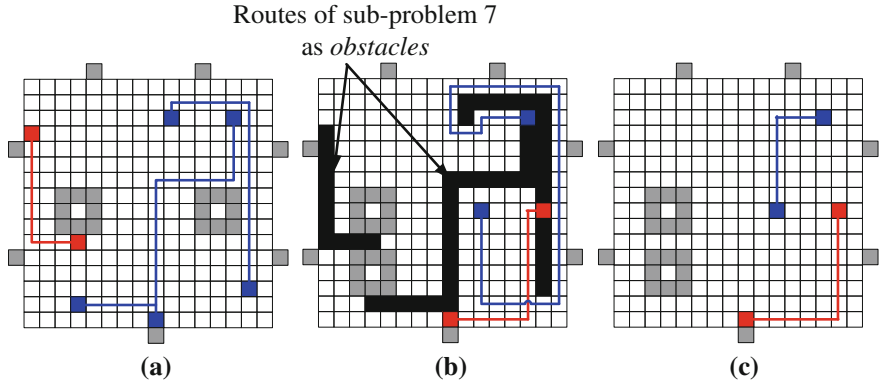 Routes of sub-problem 7
as obstacles
(a) (b) (c)